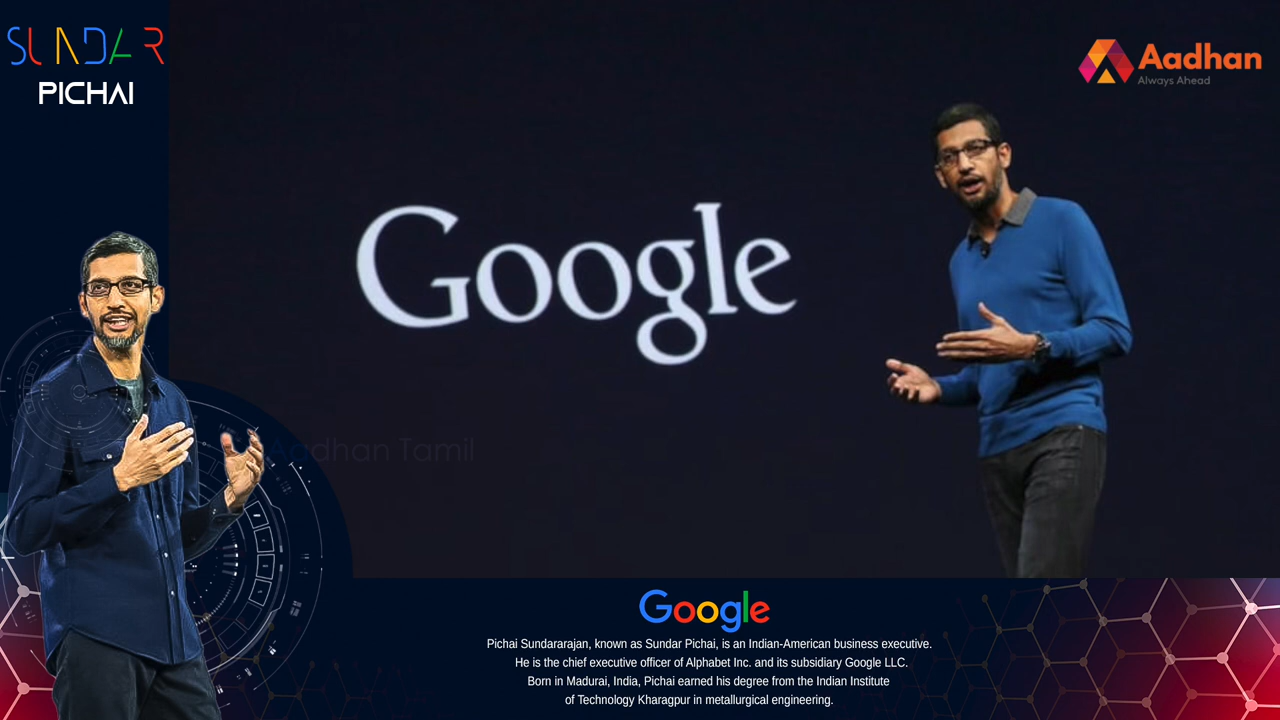 SUNDAR
PICHAI
Aadhan
Always Ahead
Google
Aadhan Tamil
Google
Pichai Sundararajan, known as Sundar Pichai, is an Indian-American business executive.
He is the chief executive officer of Alphabet Inc. and its subsidiary Google LLC.
Born in Madurai, India, Pichai earned his degree from the Indian Institute
of Technology Kharagpur in metallurgical engineering.